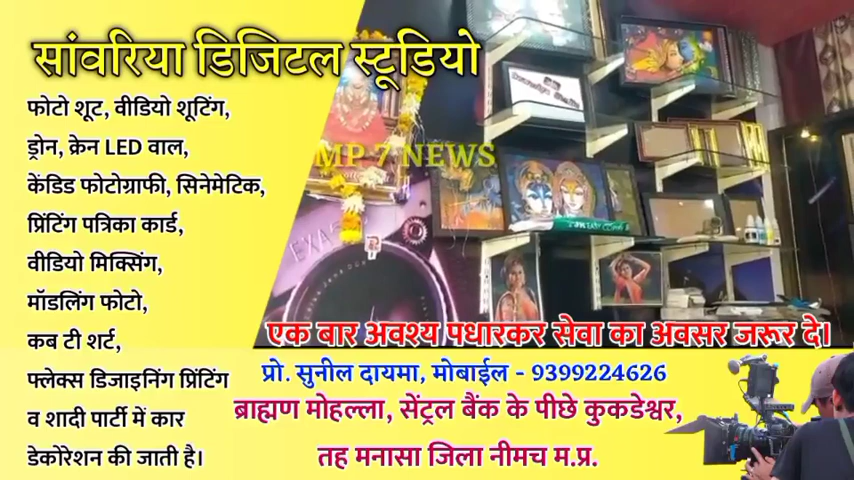 सांवरिया डिजिटल स्टूडियो
फोटो शूट, वीडियो शूटिंग,
ड्रोन, क्रेन LED वाल,
केंडिड फोटोग्राफी, सिनेमेटिक,
प्रिंटिंग पत्रिका कार्ड,
वीडियो मिक्सिंग,
मॉडलिंग फोटो,
कब टी शर्ट,
फ्लेक्स डिजाइनिंग प्रिंटिंग
व शादी पार्टी में कार
डेकोरेशन की जाती है।
MP 7 NEWS
EXA
एक बार अवश्य पधारकर सेवा का अवसर जरूर दे।
प्रो. सुनील दायमा, मोबाईल - 9399224626
ब्राह्मण मोहल्ला, सेंट्रल बैंक के पीछे कुकडेश्वर,
तह मनासा जिला नीमच म.प्र.